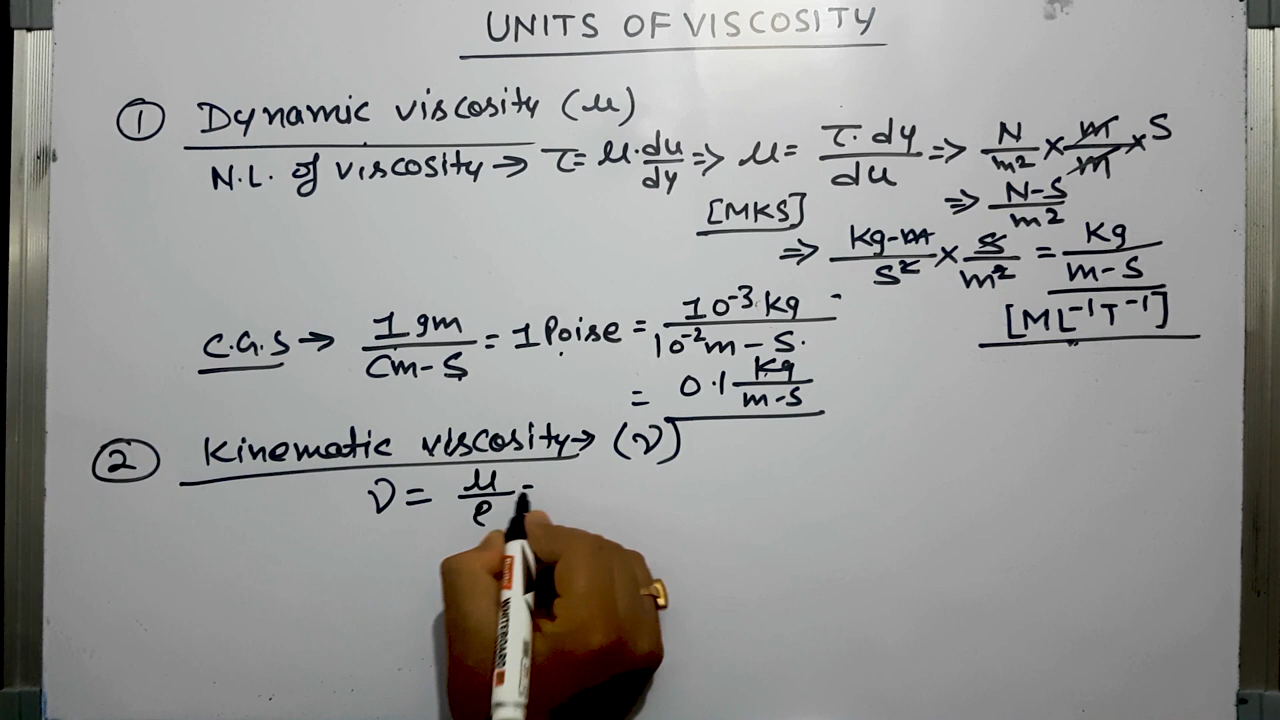 UNITS OF VISCOSITY
① Dynamic viscosity (μ)
N.L. of viscosity → τ = μ. du/dy ⇒ μ = τ. dy/du ⇒ N/m² × m/m × S
⇒ N-S/m²
[MKS]
⇒ Kg-m/s² × s/m² = Kg/m-s
[ML⁻¹T⁻¹]
C.G.S → 1 gm/Cm-S = 1 Poise = 10⁻³ Kg/10⁻² m-S.
= 0.1 Kg/m-s
② Kinematic viscosity → (ν)
ν = μ/ρ =
WHITEBOARD